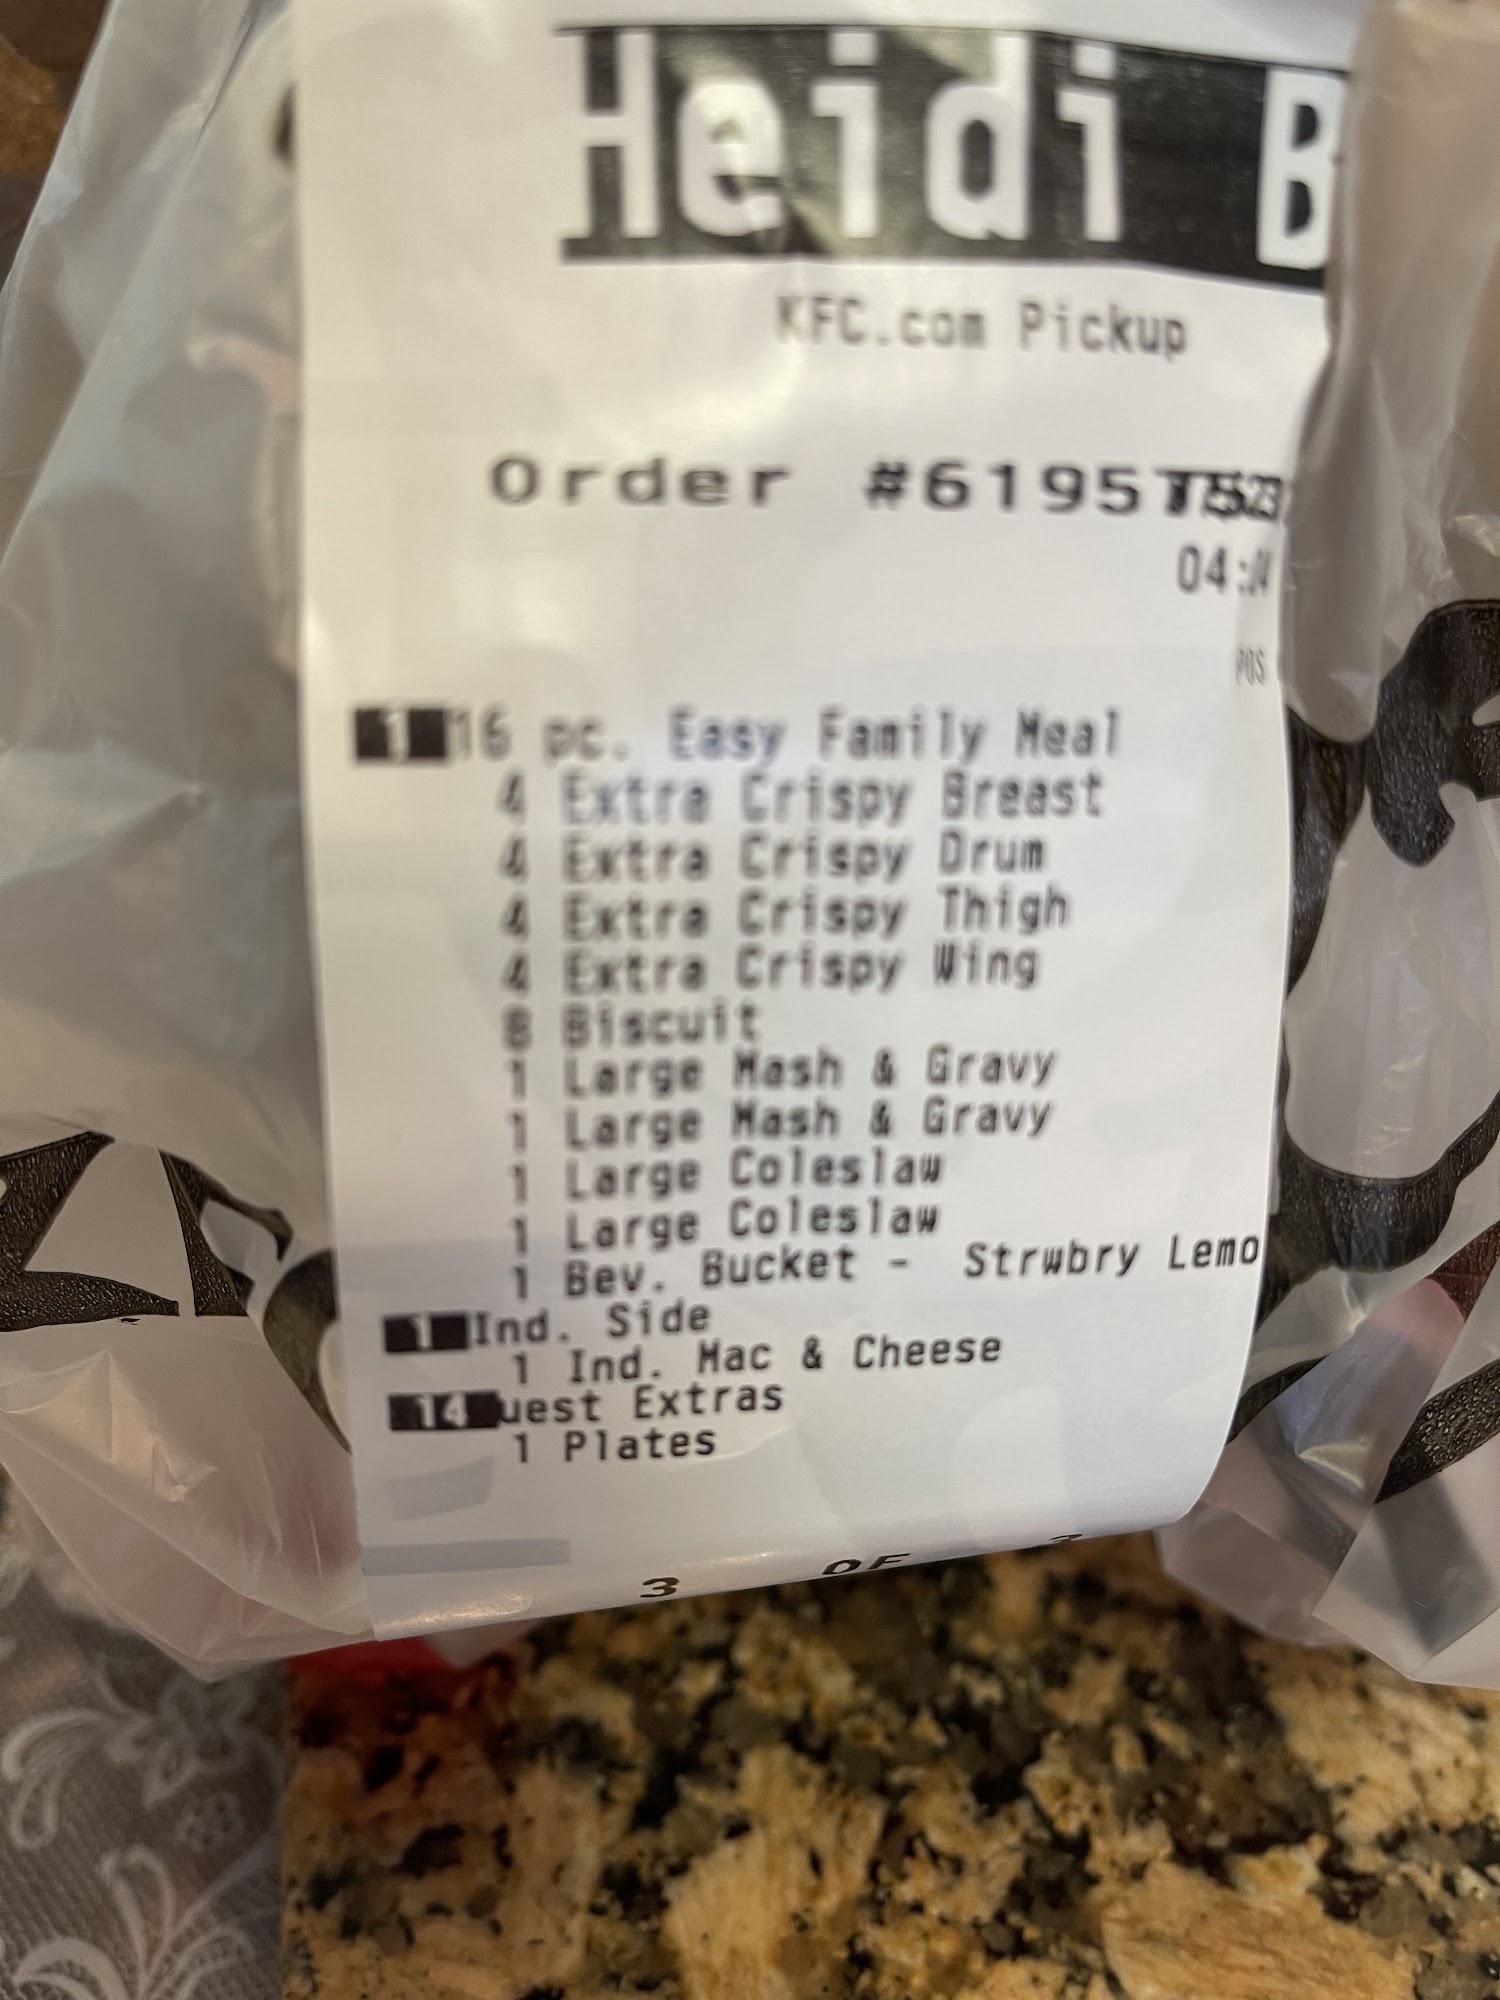 Heidi B
KFC.com Pickup
Order #6195
04:
POS
1 16 pc. Easy Family Meal
4 Extra Crispy Breast
4 Extra Crispy Drum
4 Extra Crispy Thigh
4 Extra Crispy Wing
8 Biscuit
1 Large Mash & Gravy
1 Large Mash & Gravy
1 Large Coleslaw
1 Large Coleslaw
1 Bev. Bucket - Strwbry Lemo
1 Ind. Side
1 Ind. Mac & Cheese
14 uest Extras
1 Plates
3 OF 3